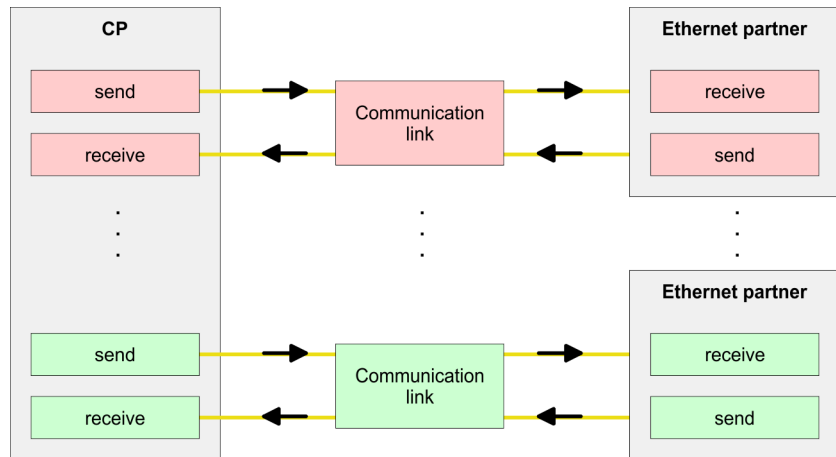 CP
Ethernet partner
send
receive
Communication
link
receive
send
Ethernet partner
send
receive
Communication
link
receive
send